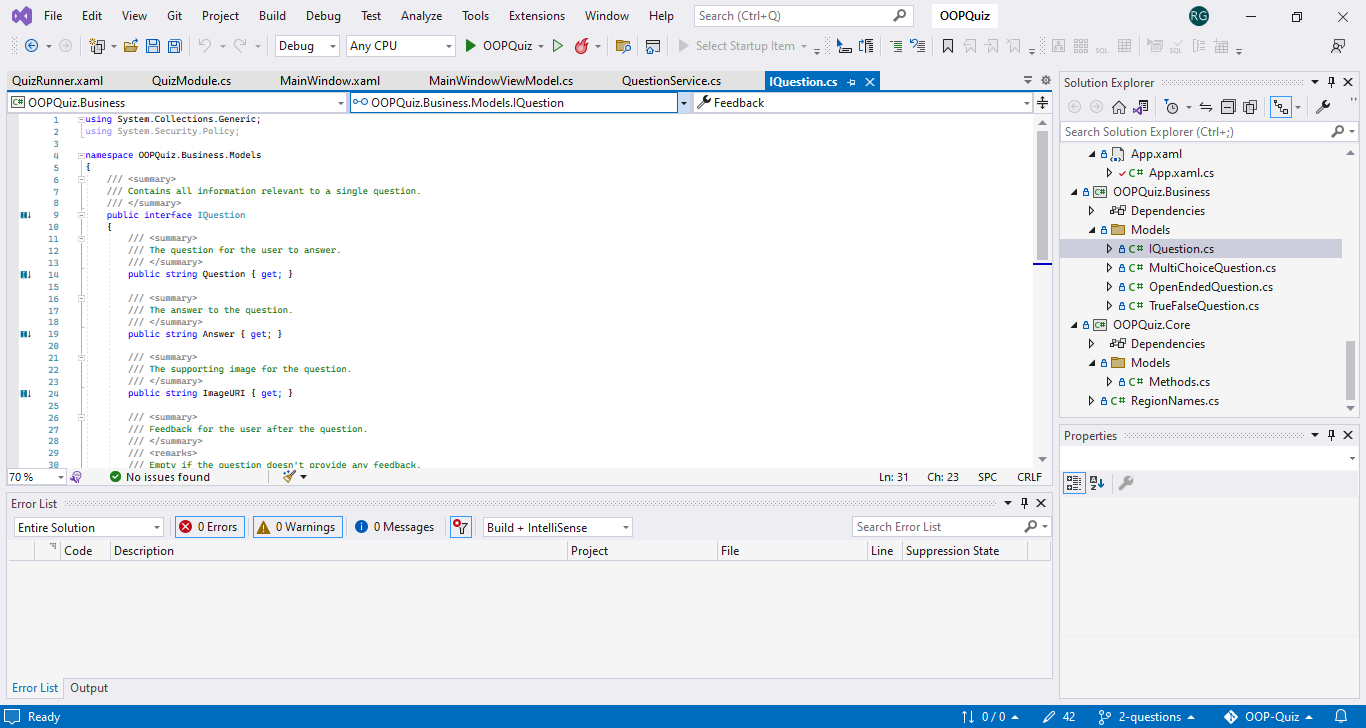 File Edit View Git Project Build Debug Test Analyze Tools Extensions Window Help Search (Ctrl+Q) OOPQuiz RG
Debug Any CPU OOPQuiz Select Startup Item
QuizRunner.xaml QuizModule.cs MainWindow.xaml MainWindowViewModel.cs QuestionService.cs IQuestion.cs
C# OOPQuiz.Business OOPQuiz.Business.Models.IQuestion Feedback
1 using System.Collections.Generic;
2 using System.Security.Policy;
3
4 namespace OOPQuiz.Business.Models
5 {
6 /// <summary>
7 /// Contains all information relevant to a single question.
8 /// </summary>
9 public interface IQuestion
10 {
11 /// <summary>
12 /// The question for the user to answer.
13 /// </summary>
14 public string Question { get; }
15
16 /// <summary>
17 /// The answer to the question.
18 /// </summary>
19 public string Answer { get; }
20
21 /// <summary>
22 /// The supporting image for the question.
23 /// </summary>
24 public string ImageURI { get; }
25
26 /// <summary>
27 /// Feedback for the user after the question.
28 /// </summary>
29 /// <remarks>
30 /// Empty if the question doesn't provide any feedback.
70 % No issues found Ln: 31 Ch: 23 SPC CRLF
Error List
Entire Solution 0 Errors 0 Warnings 0 Messages Build + IntelliSense Search Error List
Code Description Project File Line Suppression State
Error List Output
Solution Explorer
Search Solution Explorer (Ctrl+;)
App.xaml
C# App.xaml.cs
C# OOPQuiz.Business
Dependencies
Models
C# IQuestion.cs
C# MultiChoiceQuestion.cs
C# OpenEndedQuestion.cs
C# TrueFalseQuestion.cs
C# OOPQuiz.Core
Dependencies
Models
C# Methods.cs
C# RegionNames.cs
Properties
Ready 0 / 0 42 2-questions OOP-Quiz